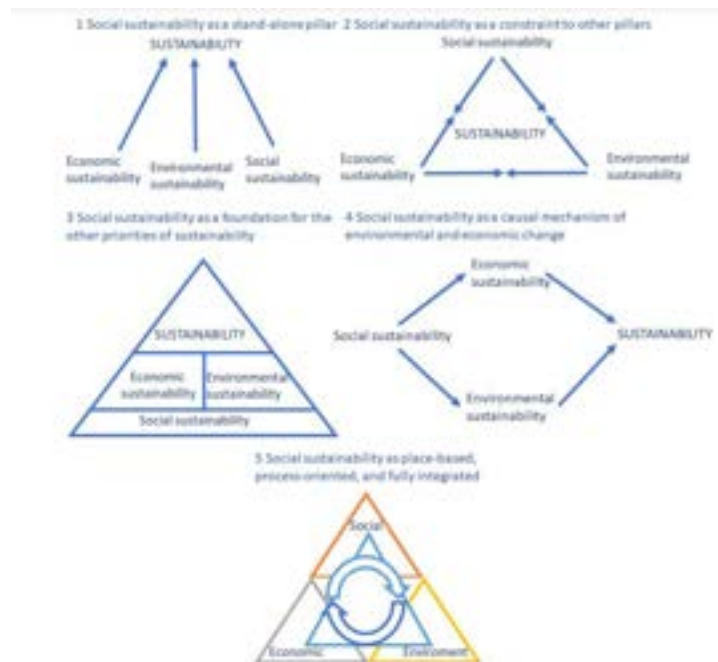 1 Social sustainability as a stand-alone pillar
SUSTAINABILITY
Economic
sustainability
Environmental
sustainability
Social
sustainability
2 Social sustainability as a constraint to other pillars
Social sustainability
SUSTAINABILITY
Economic
sustainability
Environmental
sustainability
3 Social sustainability as a foundation for the
other priorities of sustainability
SUSTAINABILITY
Economic
sustainability
Environmental
sustainability
Social sustainability
4 Social sustainability as a causal mechanism of
environmental and economic change
Economic
sustainability
Social sustainability
SUSTAINABILITY
Environmental
sustainability
5 Social sustainability as place-based,
process-oriented, and fully integrated
Social
Economic
Enviroment